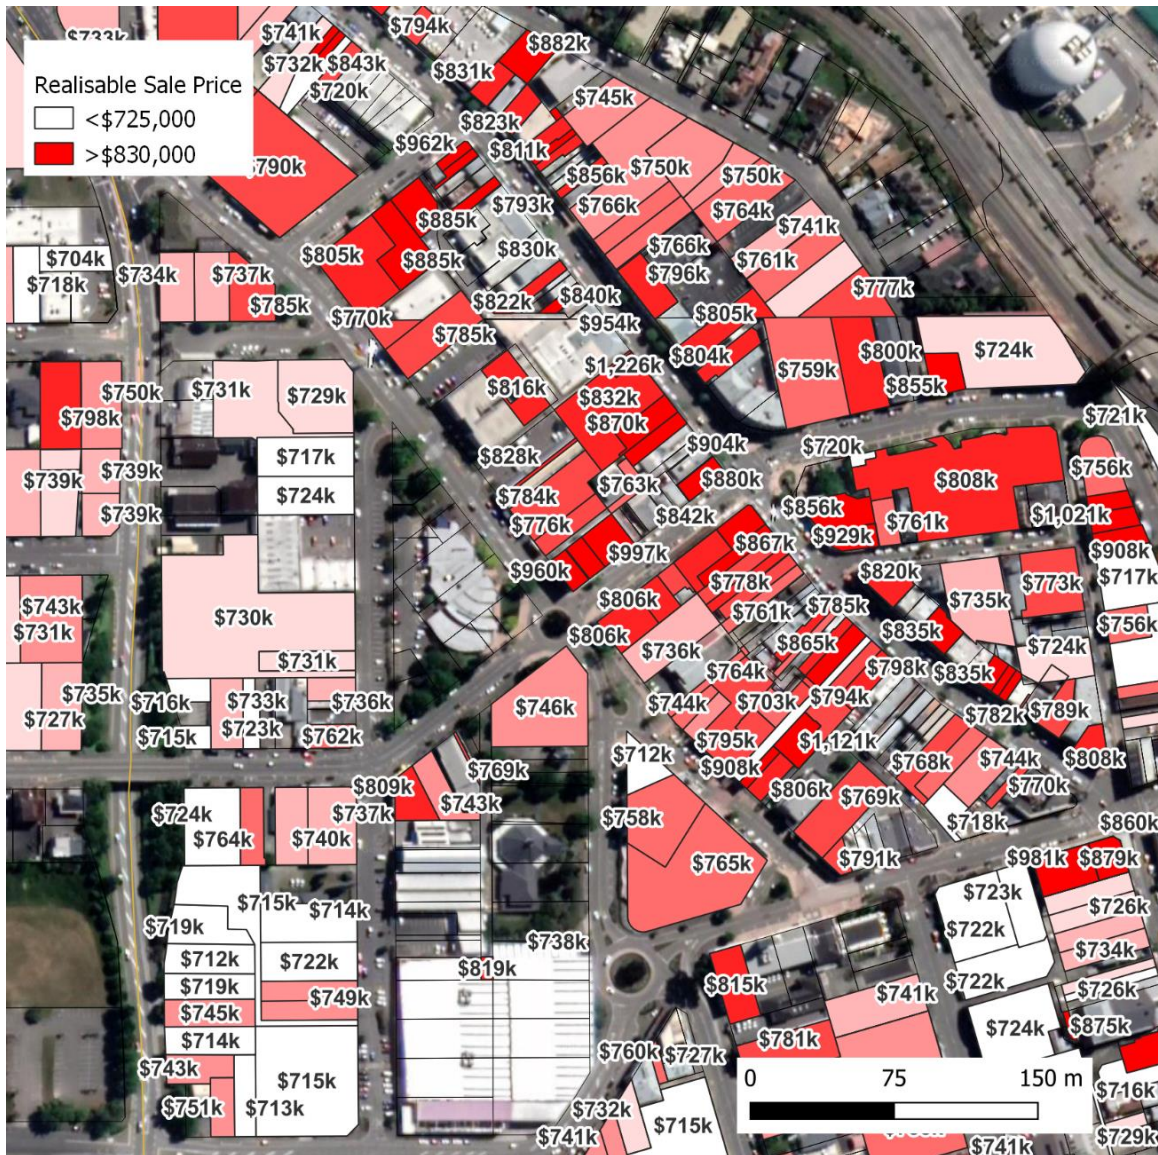 $733k
$741k
$794k
$882k
$732k
$843k
$831k
Realisable Sale Price
<$725,000
>$830,000
$720k
$745k
$823k
$962k
$811k
$790k
$856k
$750k
$750k
$766k
$793k
$764k
$885k
$741k
$830k
$805k
$766k
$704k
$885k
$761k
$734k
$737k
$796k
$718k
$777k
$785k
$822k
$840k
$770k
$805k
$954k
$785k
$804k
$759k
$800k
$724k
$1,226k
$816k
$855k
$750k
$731k
$729k
$832k
$798k
$870k
$721k
$904k
$720k
$717k
$828k
$739k
$739k
$763k
$880k
$808k
$756k
$724k
$784k
$739k
$842k
$856k
$1,021k
$776k
$761k
$929k
$867k
$997k
$908k
$960k
$778k
$820k
$773k
$717k
$743k
$806k
$785k
$735k
$761k
$730k
$756k
$731k
$806k
$835k
$865k
$736k
$724k
$731k
$764k
$798k
$835k
$735k
$716k
$733k
$736k
$746k
$744k
$703k
$794k
$782k
$789k
$727k
$723k
$715k
$762k
$795k
$1,121k
$712k
$744k
$808k
$769k
$908k
$768k
$809k
$806k
$769k
$770k
$724k
$737k
$743k
$758k
$718k
$860k
$764k
$740k
$765k
$791k
$981k
$879k
$723k
$715k
$714k
$726k
$719k
$722k
$738k
$734k
$712k
$722k
$819k
$722k
$719k
$815k
$741k
$726k
$749k
$745k
$724k
$875k
$714k
$781k
$760k
$727k
$743k
$715k
0 75 150 m
$716k
$751k
$713k
$732k
$715k
$741k
$729k
$741k